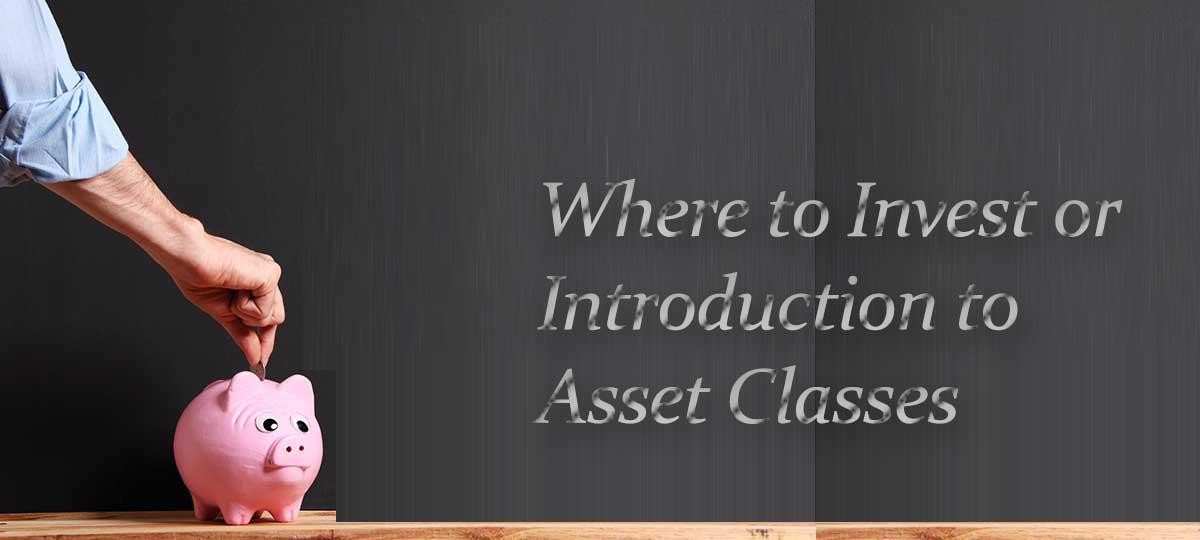 Where to Invest or
Introduction to
Asset Classes